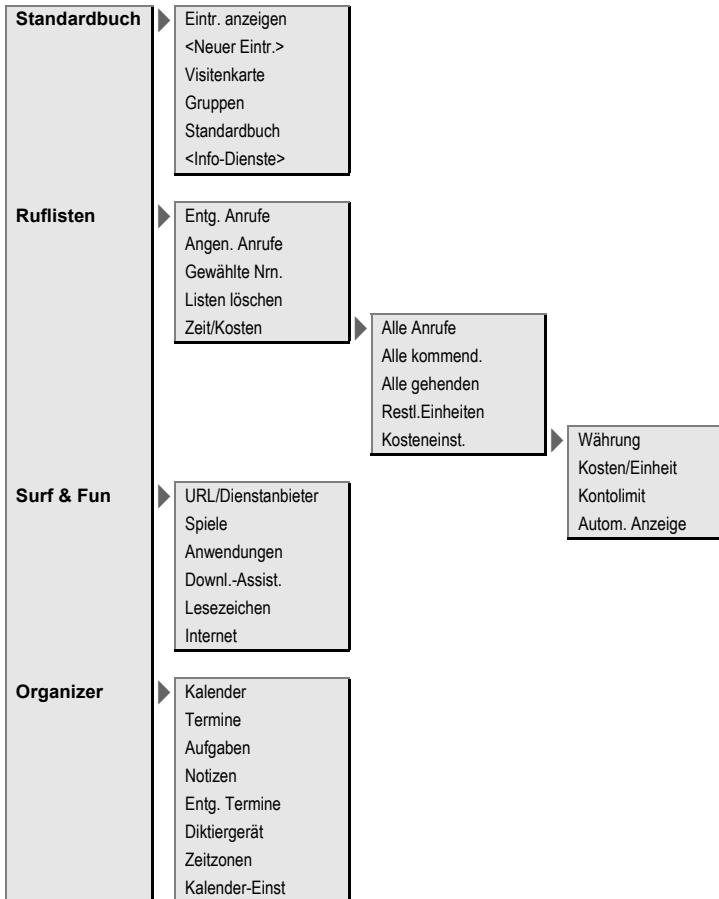 Standardbuch
Eintr. anzeigen
<Neuer Eintr.>
Visitenkarte
Gruppen
Standardbuch
<Info-Dienste>
Ruflisten
Entg. Anrufe
Angen. Anrufe
Gewählte Nrn.
Listen löschen
Zeit/Kosten
Alle Anrufe
Alle kommend.
Alle gehenden
Restl.Einheiten
Kosteneinst.
Währung
Kosten/Einheit
Kontolimit
Autom. Anzeige
Surf & Fun
URL/Dienstanbieter
Spiele
Anwendungen
Downl.-Assist.
Lesezeichen
Internet
Organizer
Kalender
Termine
Aufgaben
Notizen
Entg. Termine
Diktiergerät
Zeitzonen
Kalender-Einst